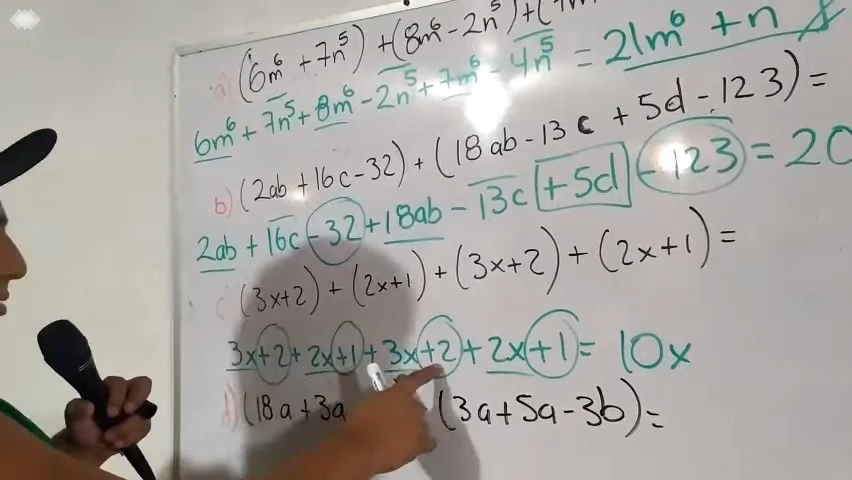 a) (6m⁶ + 7n⁵) + (8m⁶ - 2n⁵) + (
6m⁶ + 7n⁵ + 8m⁶ - 2n⁵ + 7m⁶ - 4n⁵ = 21m⁶ + n
b) (2ab + 16c - 32) + (18ab - 13c + 5d - 123) =
2ab + 16c - 32 + 18ab - 13c + 5d - 123 = 20
c (3x+2) + (2x+1) + (3x+2) + (2x+1) =
3x+2 + 2x+1 + 3x+2 + 2x+1 = 10x
d) (18a + 3a (3a + 5a - 3b) =